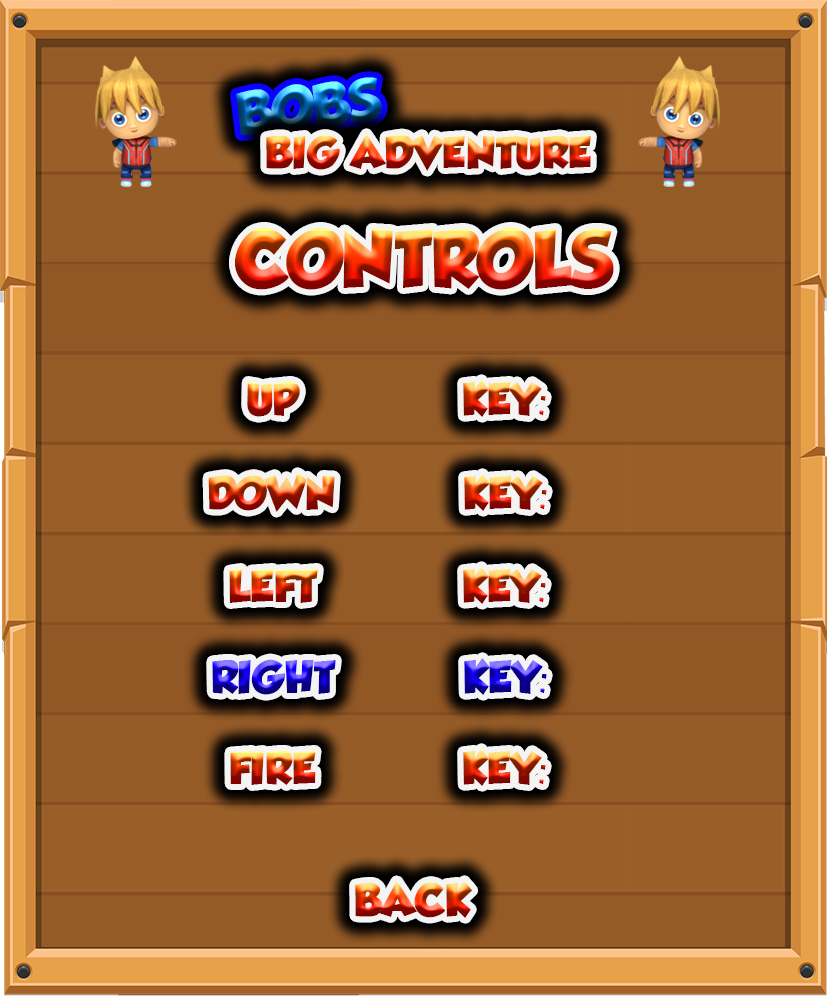 BOBS
BIG ADVENTURE
CONTROLS
UP KEY:
DOWN KEY:
LEFT KEY:
RIGHT KEY:
FIRE KEY:
BACK